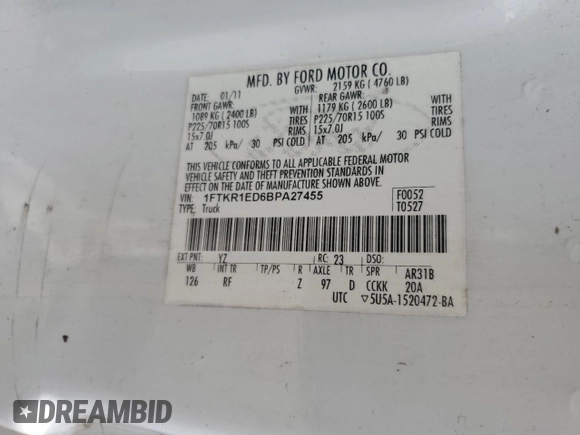 MFD. BY FORD MOTOR CO.
DATE: 01/11 GVWR: 2159 KG ( 4760 LB)
FRONT GAWR: REAR GAWR:
1089 KG ( 2400 LB) WITH 1179 KG ( 2600 LB) WITH
P225/70R15 100S TIRES P225/70R15 100S TIRES
15x7.0J RIMS 15x7.0J RIMS
AT 205 kPa/ 30 PSI COLD AT 205 kPa/ 30 PSI COLD
THIS VEHICLE CONFORMS TO ALL APPLICABLE FEDERAL MOTOR
VEHICLE SAFETY AND THEFT PREVENTION STANDARDS IN
EFFECT ON THE DATE OF MANUFACTURE SHOWN ABOVE.
VIN: 1FTKR1ED6BPA27455 F0052
TYPE: Truck T0527
EXT PNT: YZ RC: 23 DSO:
WB INT TR TP/PS R AXLE TR SPR AR31B
126 RF Z 97 D CCKK 20A
UTC ▽5U5A-1520472-BA
DREAMBID